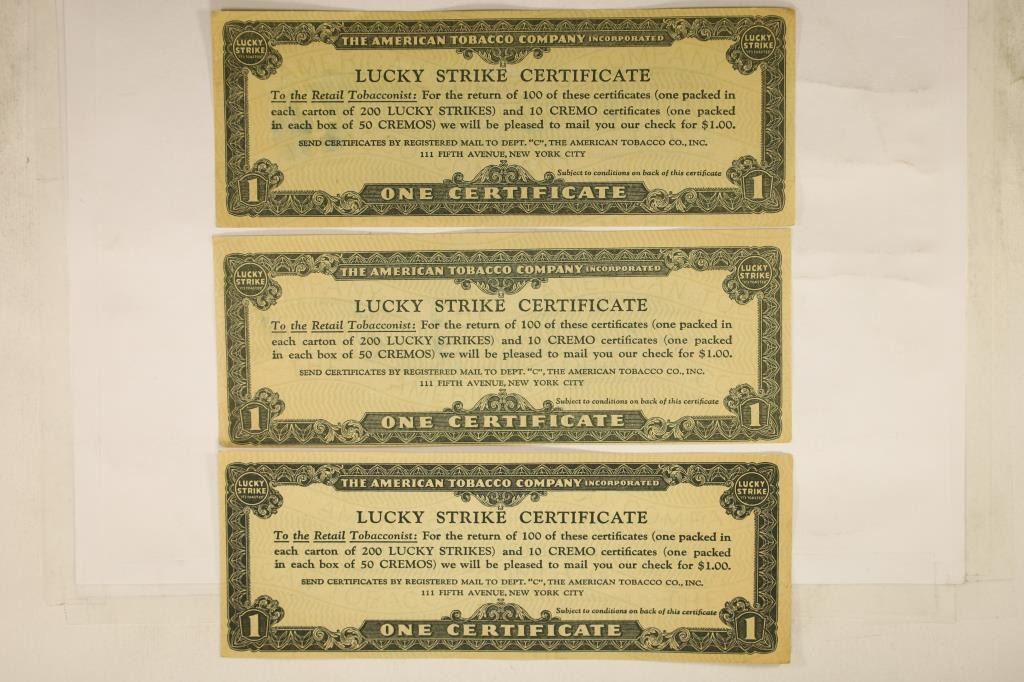 LUCKY STRIKE IT'S TOASTED
THE AMERICAN TOBACCO COMPANY INCORPORATED
LUCKY STRIKE IT'S TOASTED
LUCKY STRIKE CERTIFICATE
To the Retail Tobacconist: For the return of 100 of these certificates (one packed in
each carton of 200 LUCKY STRIKES) and 10 CREMO certificates (one packed
in each box of 50 CREMOS) we will be pleased to mail you our check for $1.00.
SEND CERTIFICATES BY REGISTERED MAIL TO DEPT. "C", THE AMERICAN TOBACCO CO., INC.
111 FIFTH AVENUE, NEW YORK CITY
Subject to conditions on back of this certificate
1 ONE CERTIFICATE 1
LUCKY STRIKE IT'S TOASTED
THE AMERICAN TOBACCO COMPANY INCORPORATED
LUCKY STRIKE IT'S TOASTED
LUCKY STRIKE CERTIFICATE
To the Retail Tobacconist: For the return of 100 of these certificates (one packed in
each carton of 200 LUCKY STRIKES) and 10 CREMO certificates (one packed
in each box of 50 CREMOS) we will be pleased to mail you our check for $1.00.
SEND CERTIFICATES BY REGISTERED MAIL TO DEPT. "C", THE AMERICAN TOBACCO CO., INC.
111 FIFTH AVENUE, NEW YORK CITY
Subject to conditions on back of this certificate
1 ONE CERTIFICATE 1
LUCKY STRIKE IT'S TOASTED
THE AMERICAN TOBACCO COMPANY INCORPORATED
LUCKY STRIKE IT'S TOASTED
LUCKY STRIKE CERTIFICATE
To the Retail Tobacconist: For the return of 100 of these certificates (one packed in
each carton of 200 LUCKY STRIKES) and 10 CREMO certificates (one packed
in each box of 50 CREMOS) we will be pleased to mail you our check for $1.00.
SEND CERTIFICATES BY REGISTERED MAIL TO DEPT. "C", THE AMERICAN TOBACCO CO., INC.
111 FIFTH AVENUE, NEW YORK CITY
Subject to conditions on back of this certificate
1 ONE CERTIFICATE 1